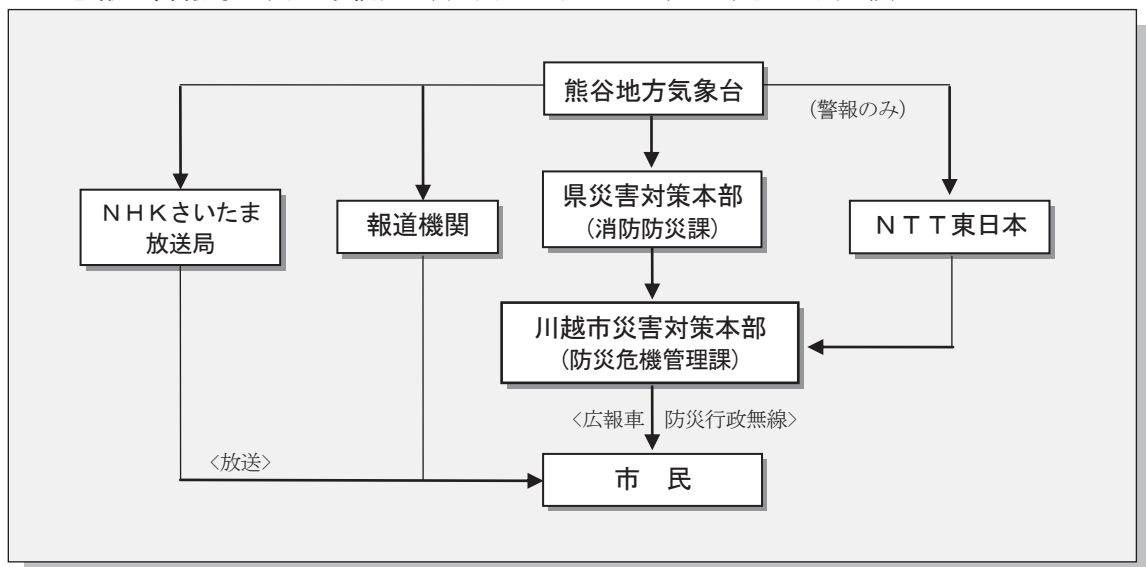 熊谷地方気象台
(警報のみ)
NHKさいたま
放送局
報道機関
県災害対策本部
(消防防災課)
NTT東日本
川越市災害対策本部
(防災危機管理課)
〈広報車 防災行政無線〉
〈放送〉
市 民